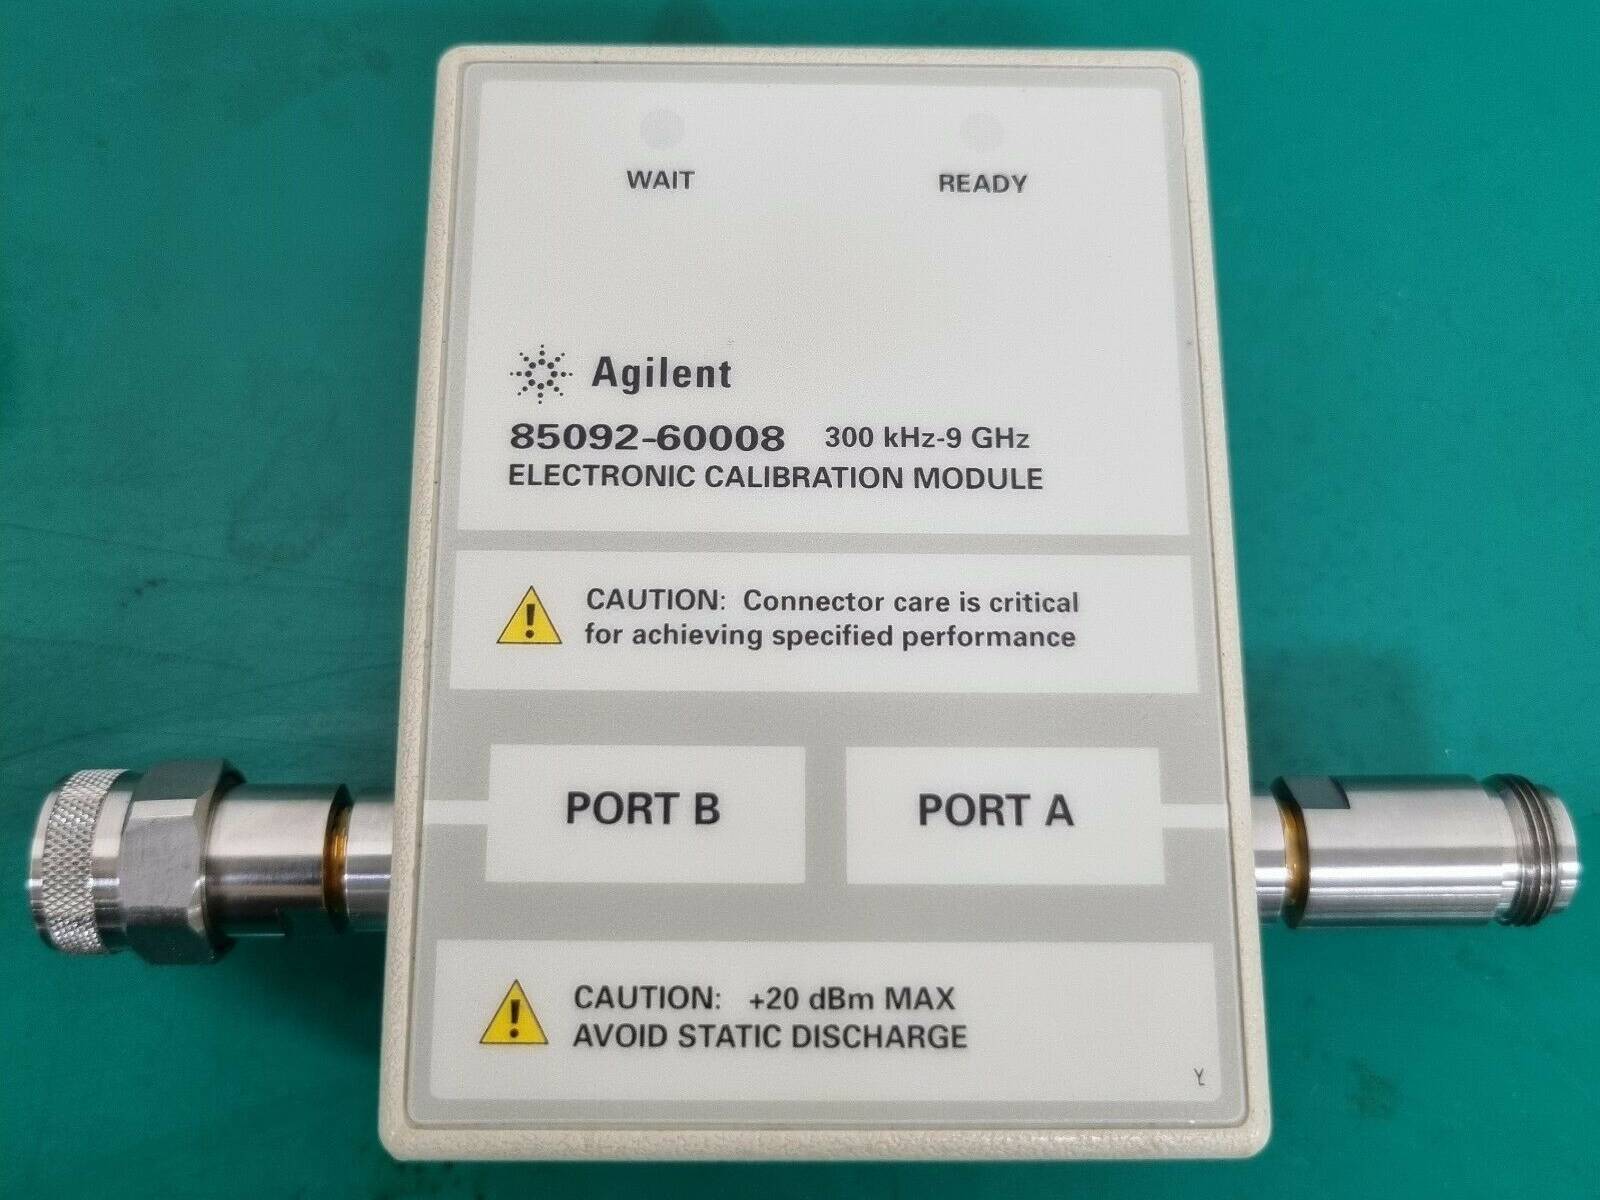 WAIT READY
Agilent
85092-60008 300 kHz-9 GHz
ELECTRONIC CALIBRATION MODULE
CAUTION: Connector care is critical
for achieving specified performance
PORT B PORT A
CAUTION: +20 dBm MAX
AVOID STATIC DISCHARGE